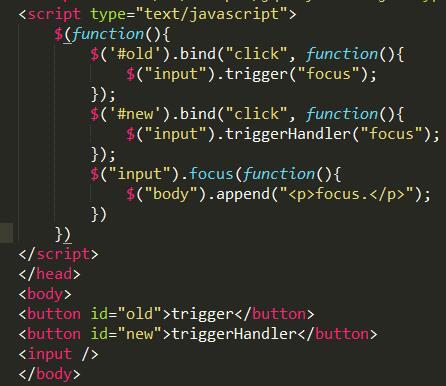 <script type="text/javascript">
$(function(){
$('#old').bind("click", function(){
$("input").trigger("focus");
});
$('#new').bind("click", function(){
$("input").triggerHandler("focus");
});
$("input").focus(function(){
$("body").append("<p>focus.</p>");
})
})
</script>
</head>
<body>
<button id="old">trigger</button>
<button id="new">triggerHandler</button>
<input />
</body>